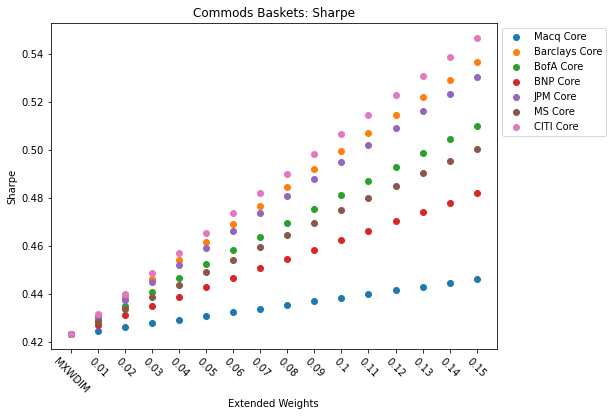 Commods Baskets: Sharpe
Macq Core
Barclays Core
BofA Core
BNP Core
JPM Core
MS Core
CITI Core
Sharpe
0.54
0.52
0.50
0.48
0.46
0.44
0.42
MXWDIM
0.01
0.02
0.03
0.04
0.05
0.06
0.07
0.08
0.09
0.1
0.11
0.12
0.13
0.14
0.15
Extended Weights